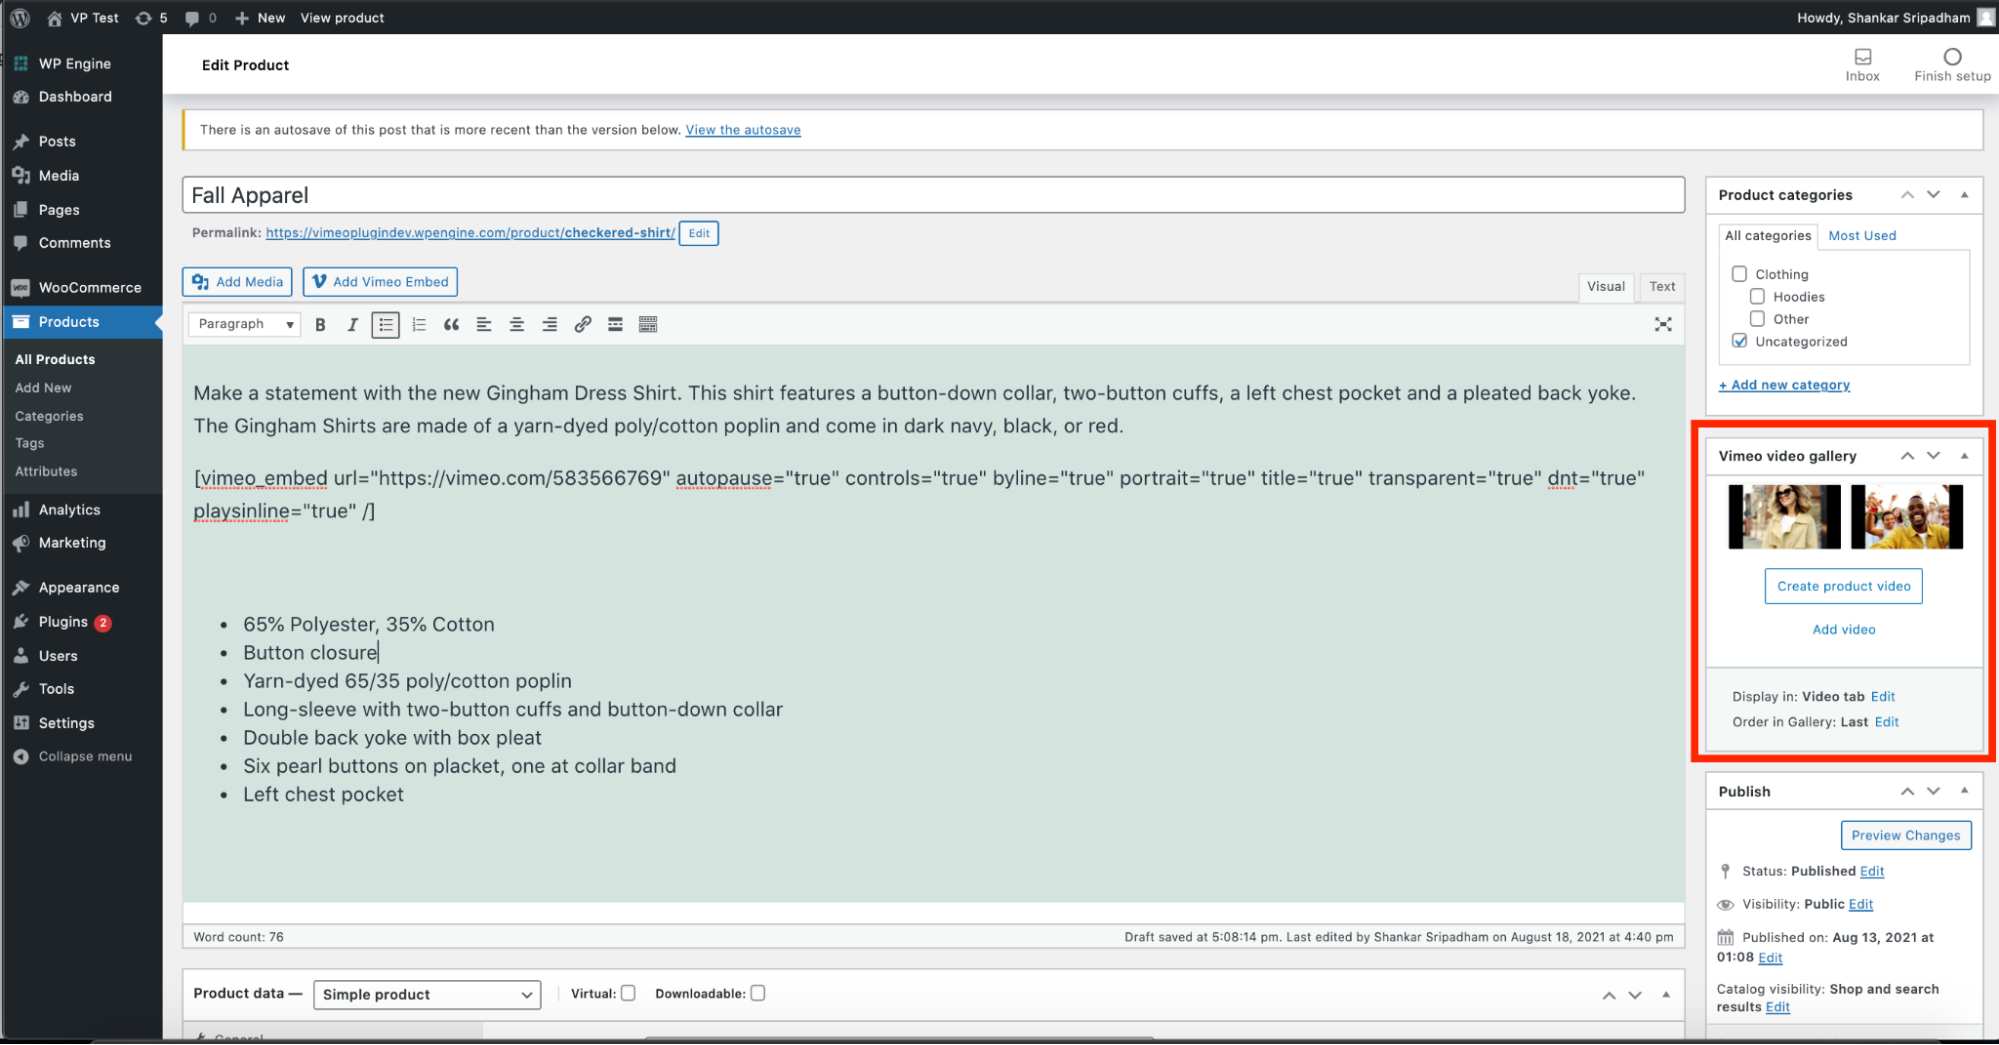 VP Test 5 0 New View product Howdy, Shankar Sripadham
WP Engine
Dashboard
Posts
Media
Pages
Comments
WooCommerce
Products
All Products
Add New
Categories
Tags
Attributes
Analytics
Marketing
Appearance
Plugins 2
Users
Tools
Settings
Collapse menu
Edit Product
Inbox
Finish setup
There is an autosave of this post that is more recent than the version below. View the autosave
Fall Apparel
Permalink: https://vimeoplugindev.wpengine.com/product/checkered-shirt/ Edit
Add Media Add Vimeo Embed
Visual Text
Paragraph B I
Make a statement with the new Gingham Dress Shirt. This shirt features a button-down collar, two-button cuffs, a left chest pocket and a pleated back yoke.
The Gingham Shirts are made of a yarn-dyed poly/cotton poplin and come in dark navy, black, or red.
[vimeo_embed url="https://vimeo.com/583566769" autopause="true" controls="true" byline="true" portrait="true" title="true" transparent="true" dnt="true"
playsinline="true" /]
• 65% Polyester, 35% Cotton
• Button closure
• Yarn-dyed 65/35 poly/cotton poplin
• Long-sleeve with two-button cuffs and button-down collar
• Double back yoke with box pleat
• Six pearl buttons on placket, one at collar band
• Left chest pocket
Word count: 76
Draft saved at 5:08:14 pm. Last edited by Shankar Sripadham on August 18, 2021 at 4:40 pm
Product data — Simple product Virtual: Downloadable:
General
Product categories
All categories Most Used
Clothing
Hoodies
Other
Uncategorized
+ Add new category
Vimeo video gallery
Create product video
Add video
Display in: Video tab Edit
Order in Gallery: Last Edit
Publish
Preview Changes
Status: Published Edit
Visibility: Public Edit
Published on: Aug 13, 2021 at
01:08 Edit
Catalog visibility: Shop and search
results Edit